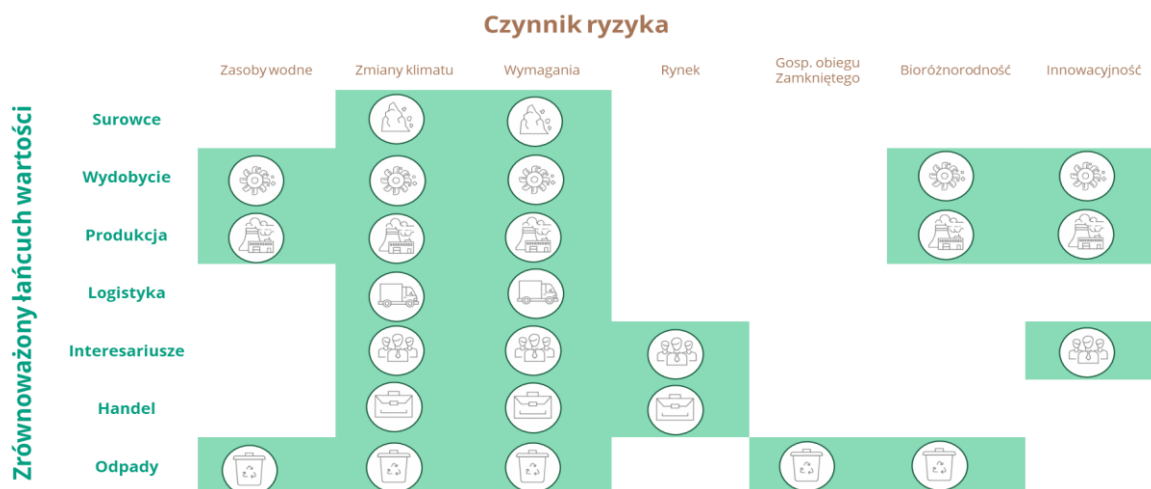 Czynnik ryzyka
Zasoby wodne
Zmiany klimatu
Wymagania
Rynek
Gosp. obiegu
Zamkniętego
Bioróżnorodność
Innowacyjność
Zrównoważony łańcuch wartości
Surowce
Wydobycie
Produkcja
Logistyka
Interesariusze
Handel
Odpady